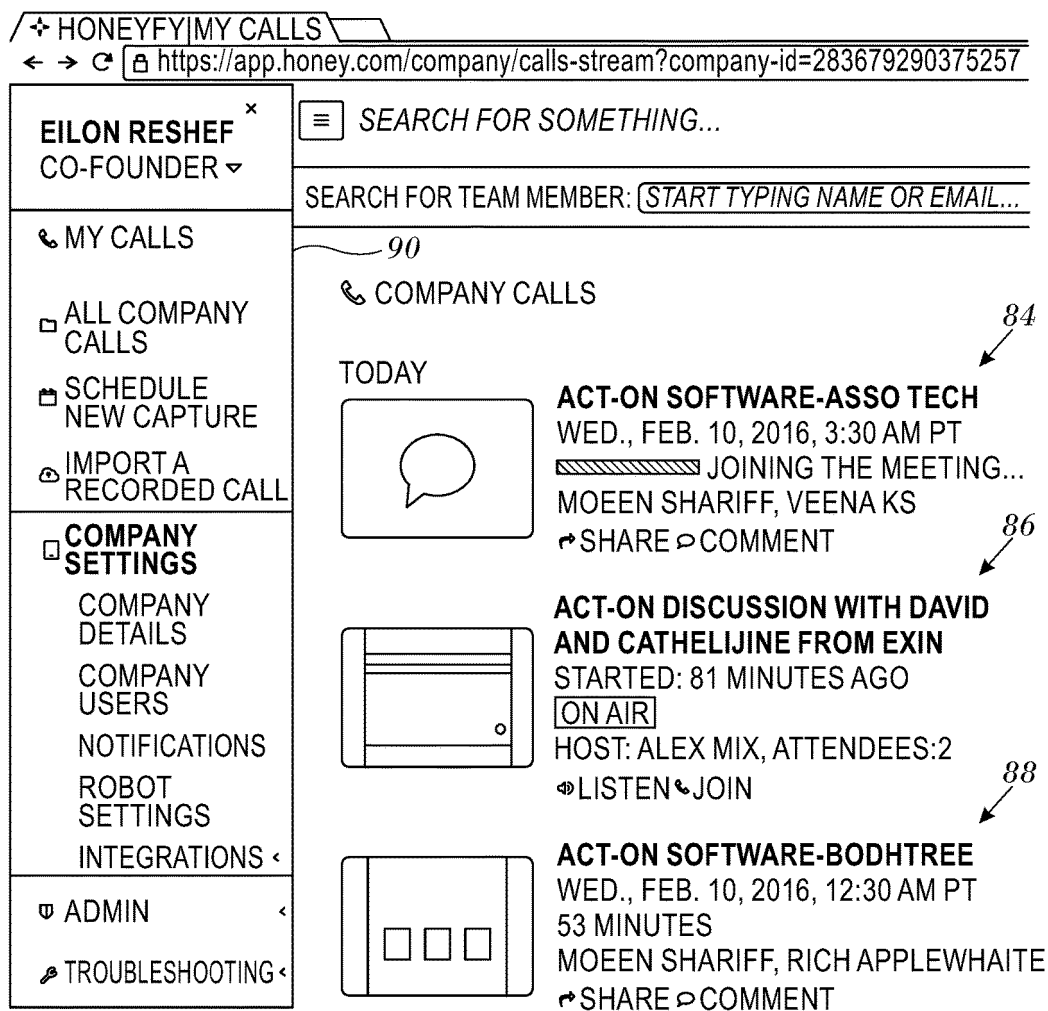 HONEYFY|MY CALLS
https://app.honey.com/company/calls-stream?company-id=283679290375257
EILON RESHEF ×
CO-FOUNDER
MY CALLS
ALL COMPANY
CALLS
SCHEDULE
NEW CAPTURE
IMPORT A
RECORDED CALL
COMPANY
SETTINGS
COMPANY
DETAILS
COMPANY
USERS
NOTIFICATIONS
ROBOT
SETTINGS
INTEGRATIONS ‹
ADMIN ‹
TROUBLESHOOTING ‹
SEARCH FOR SOMETHING...
SEARCH FOR TEAM MEMBER: START TYPING NAME OR EMAIL...
90
COMPANY CALLS
84
TODAY
ACT-ON SOFTWARE-ASSO TECH
WED., FEB. 10, 2016, 3:30 AM PT
JOINING THE MEETING...
MOEEN SHARIFF, VEENA KS
SHARE COMMENT
86
ACT-ON DISCUSSION WITH DAVID
AND CATHELIJINE FROM EXIN
STARTED: 81 MINUTES AGO
ON AIR
HOST: ALEX MIX, ATTENDEES:2
LISTEN JOIN
88
ACT-ON SOFTWARE-BODHTREE
WED., FEB. 10, 2016, 12:30 AM PT
53 MINUTES
MOEEN SHARIFF, RICH APPLEWHAITE
SHARE COMMENT